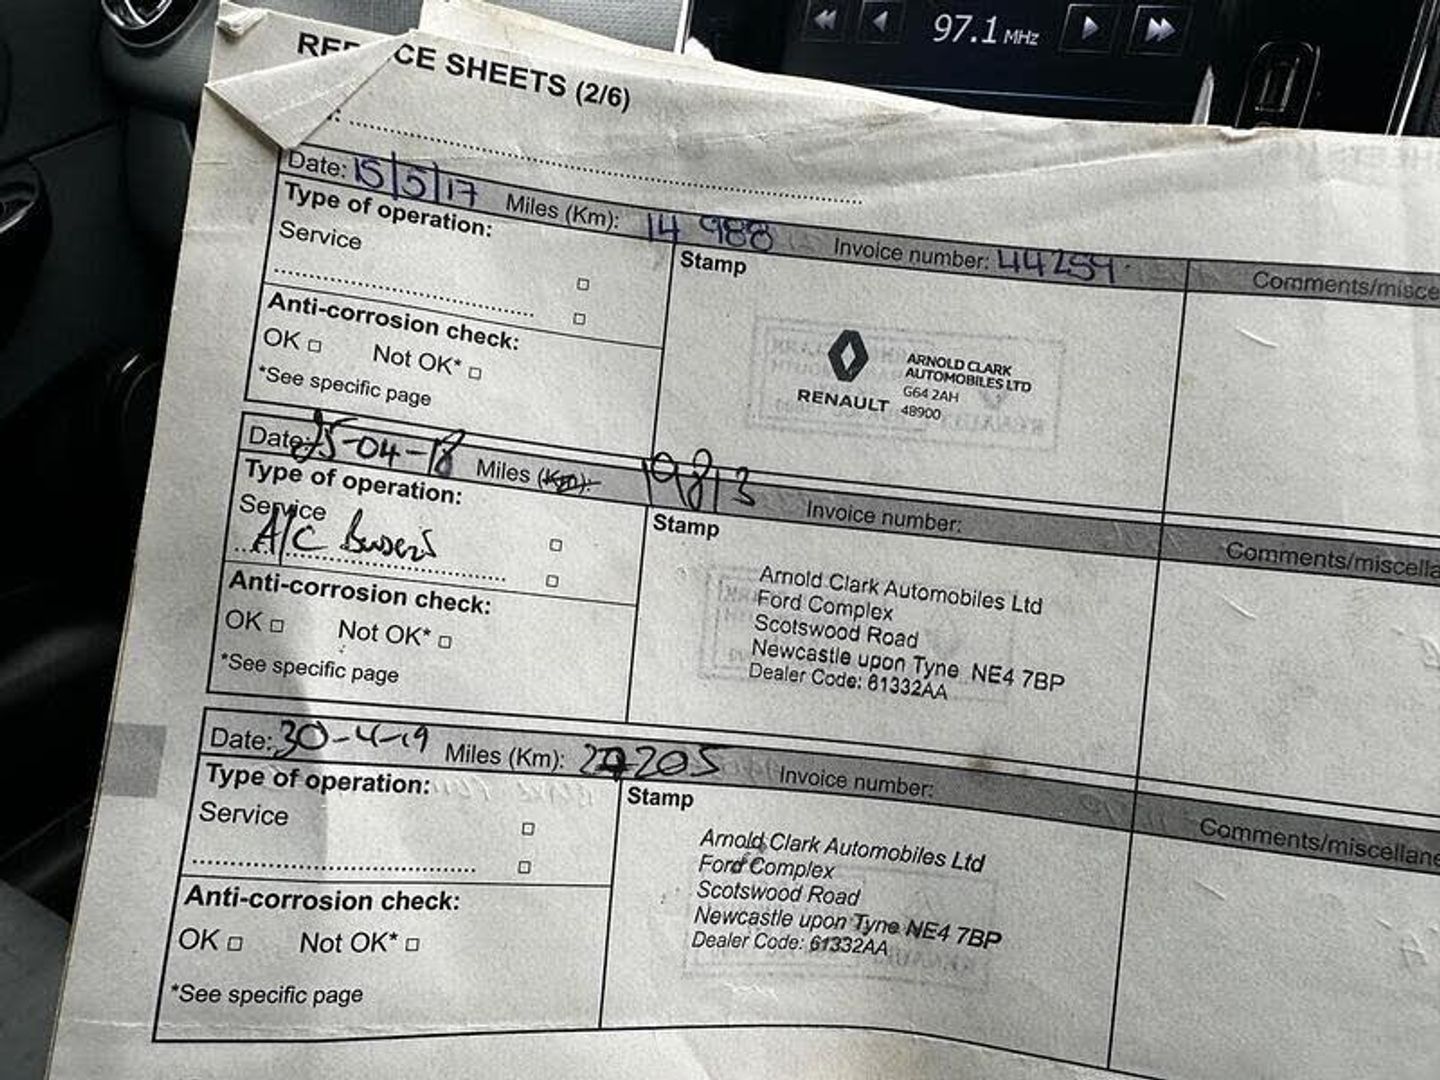 97.1 MHz
CE SHEETS (2/6)
Date: 15/5/17 Miles (Km): 14 988 Invoice number: 44259
Comments/misce
Type of operation:
Service
Stamp
Anti-corrosion check:
OK Not OK*
*See specific page
RENAULT
ARNOLD CLARK
AUTOMOBILES LTD
G64 2AH
48900
Date: 25-04-18 Miles (Km): 19813 Invoice number:
Comments/miscella
Type of operation:
Service
A/C
Stamp
Arnold Clark Automobiles Ltd
Ford Complex
Scotswood Road
Newcastle upon Tyne NE4 7BP
Dealer Code: 61332AA
Anti-corrosion check:
OK Not OK*
*See specific page
Date: 30-4-19 Miles (Km): Invoice number:
Comments/miscellane
Type of operation:
Service
Stamp
Arnold Clark Automobiles Ltd
Ford Complex
Scotswood Road
Newcastle upon Tyne NE4 7BP
Dealer Code: 61332AA
Anti-corrosion check:
OK Not OK*
*See specific page